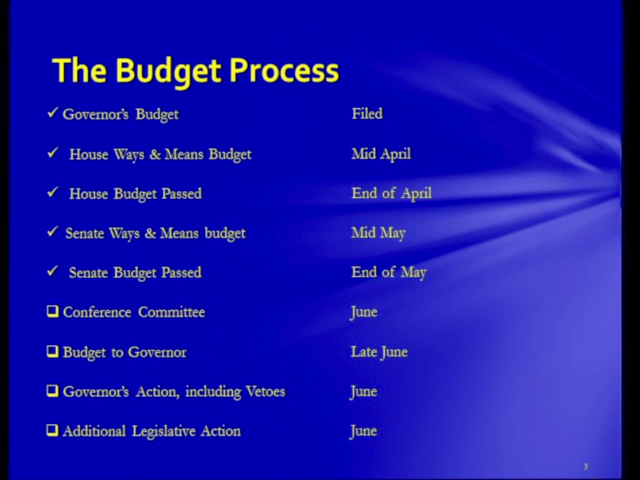 The Budget Process
✓ Governor's Budget Filed
✓ House Ways & Means Budget Mid April
✓ House Budget Passed End of April
✓ Senate Ways & Means budget Mid May
✓ Senate Budget Passed End of May
❑ Conference Committee June
❑ Budget to Governor Late June
❑ Governor's Action, including Vetoes June
❑ Additional Legislative Action June
3